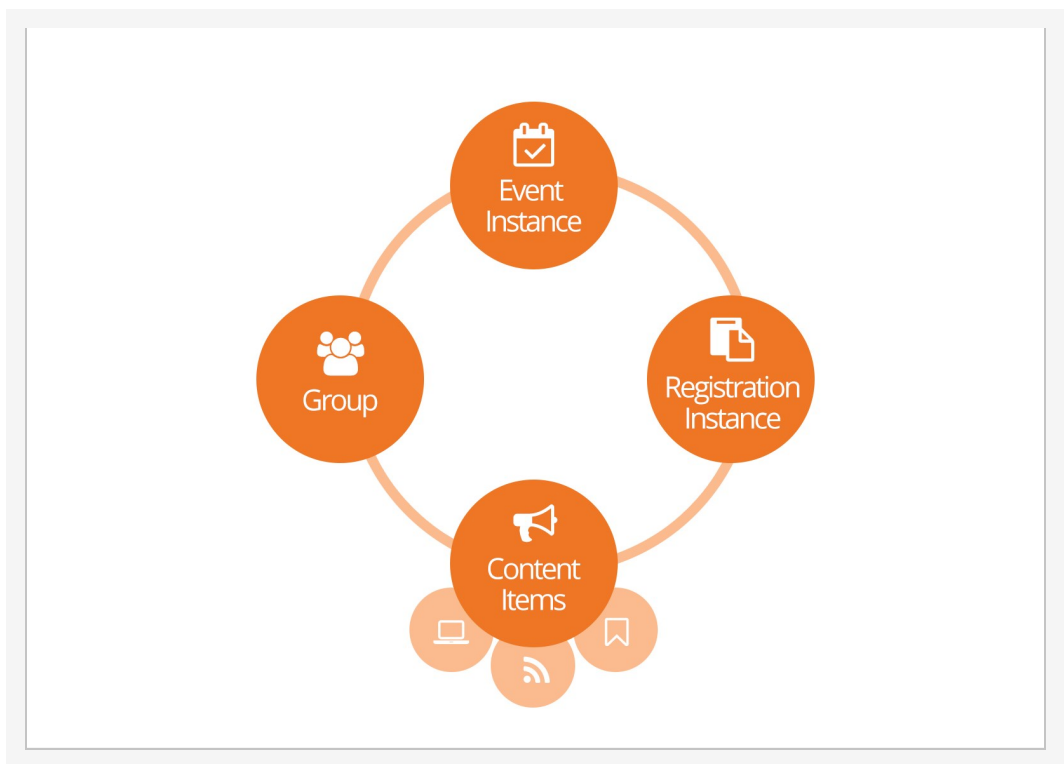 Event
Instance
Group
Registration
Instance
Content
Items